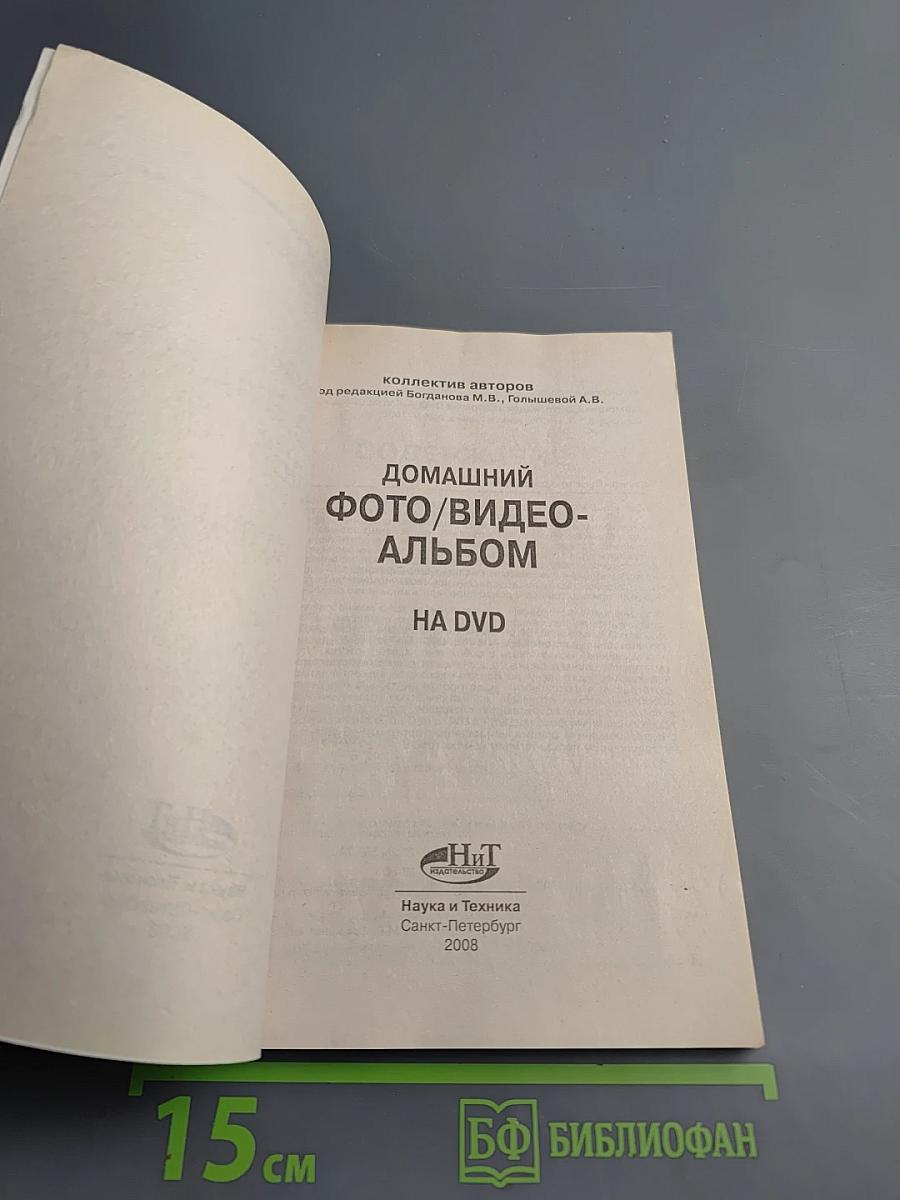 коллектив авторов
од редакцией Богданова М.В., Голышевой А.В.
ДОМАШНИЙ
ФОТО/ВИДЕО-
АЛЬБОМ
НА DVD
НиТ
издательство
Наука и Техника
Санкт-Петербург
2008
15 см
БФ БИБЛИОФАН